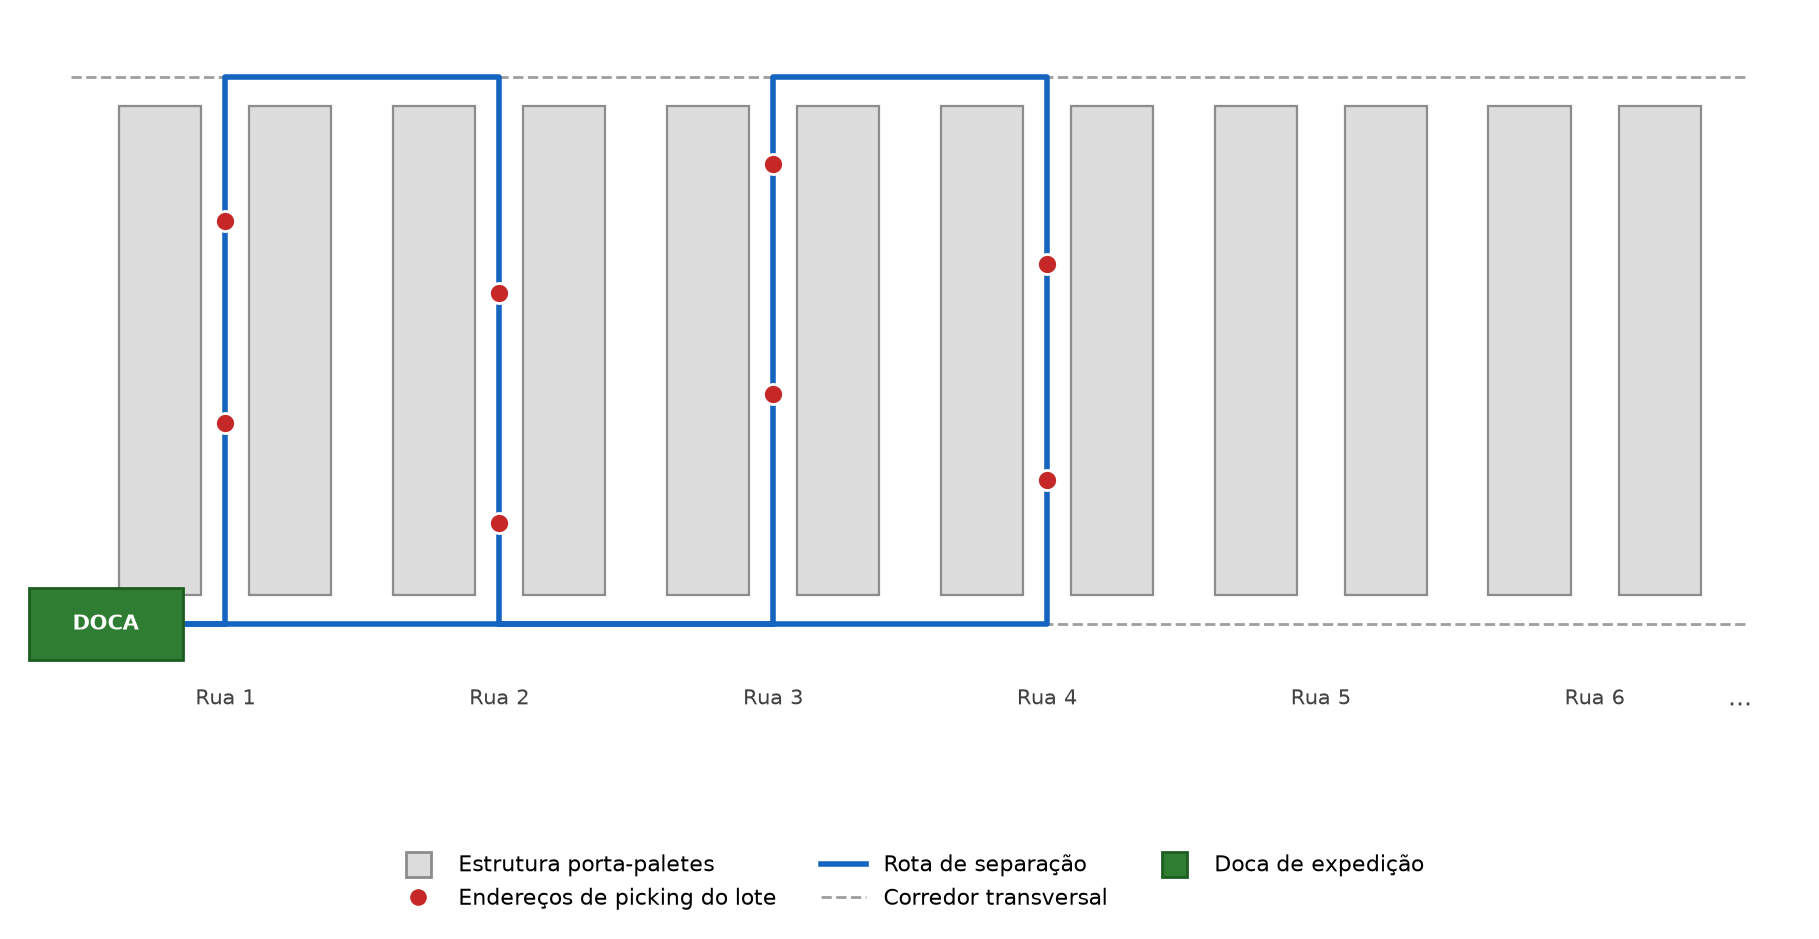 DOCA
Rua 1
Rua 2
Rua 3
Rua 4
Rua 5
Rua 6
...
Estrutura porta-paletes
Endereços de picking do lote
Rota de separação
Corredor transversal
Doca de expedição